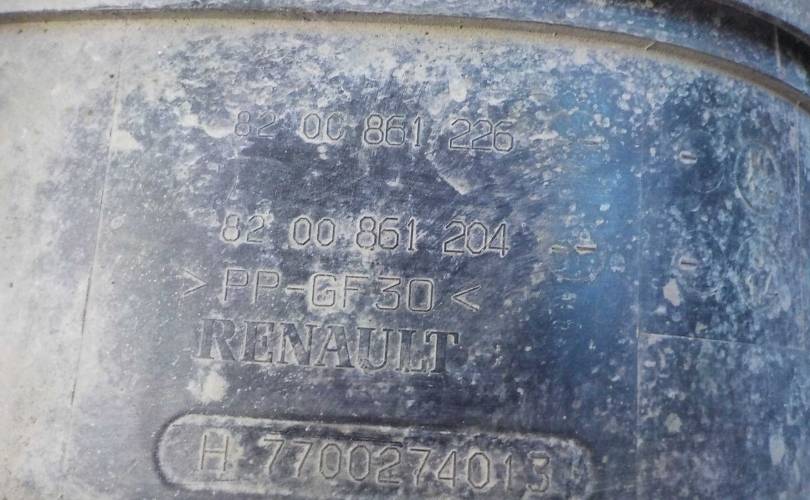 82 00 861 226
82 00 861 204
>PP-GF30<
RENAULT
H 7700274013